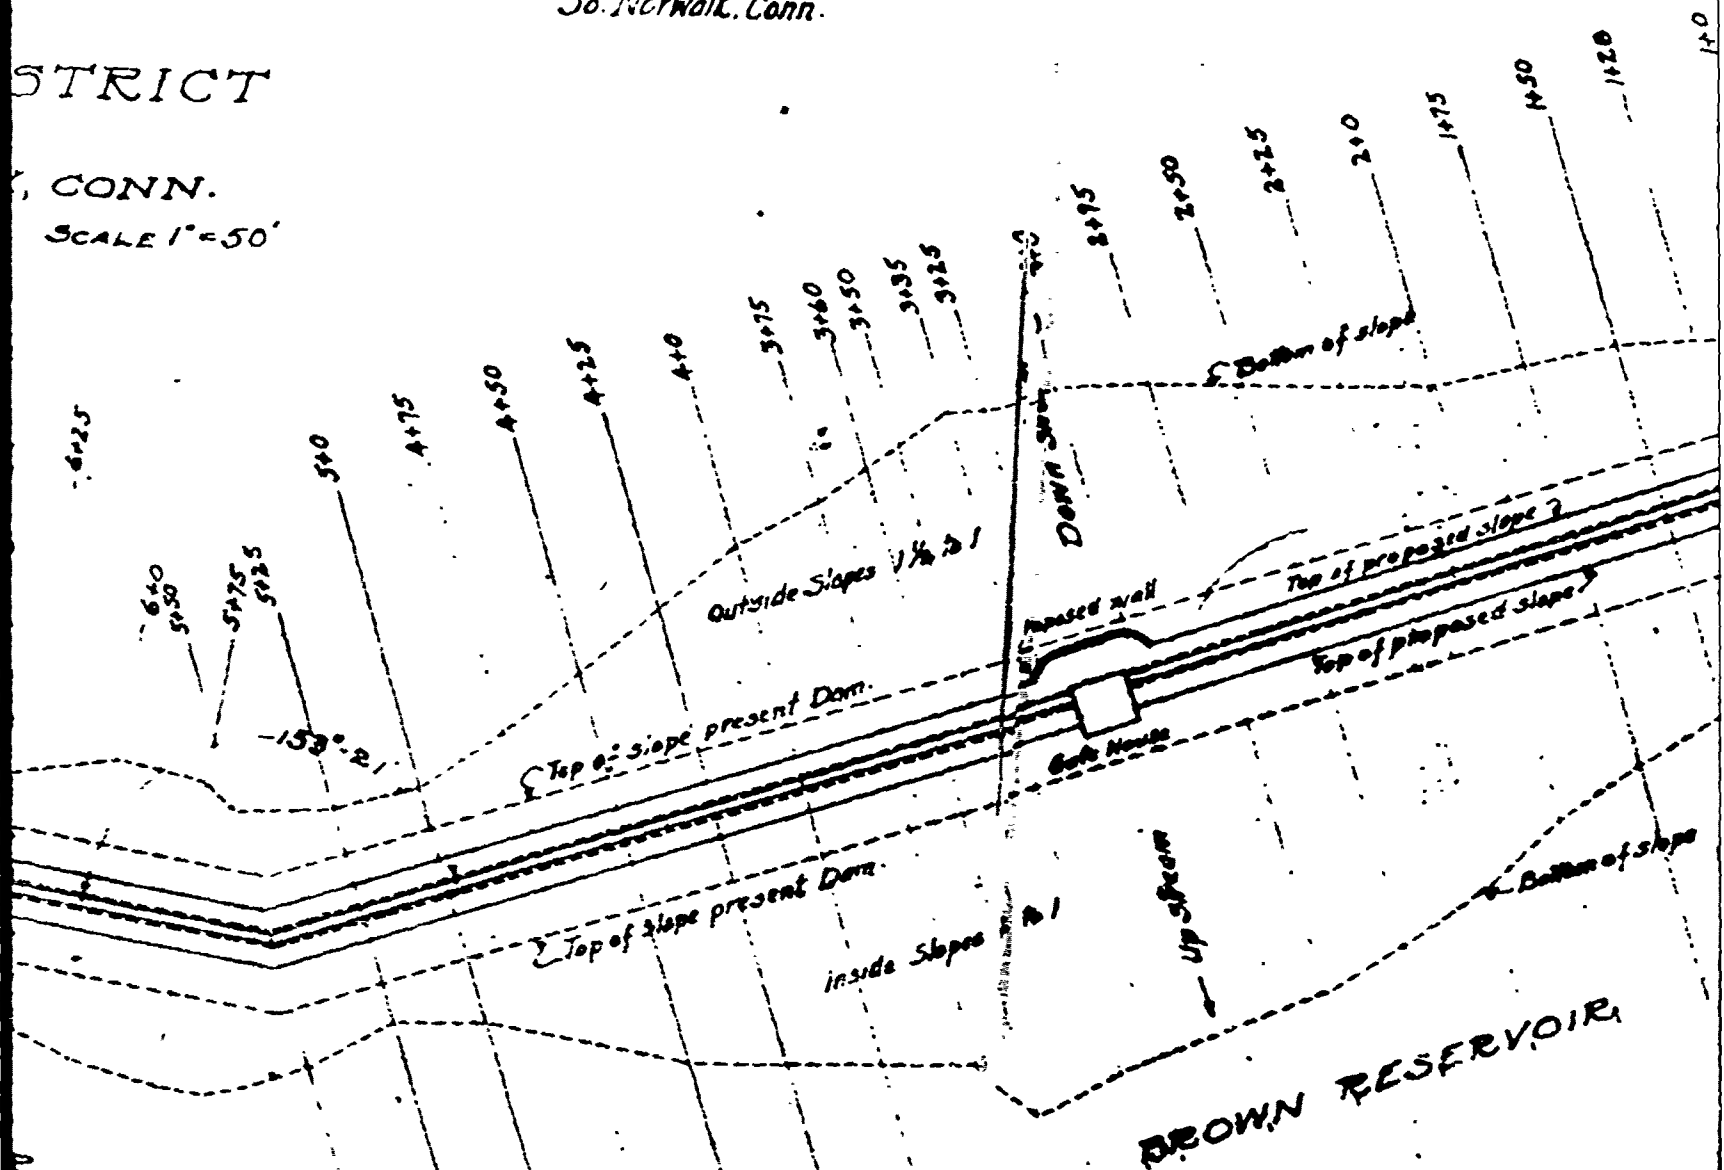 So. Norwalk, Conn.
STRICT
, CONN.
SCALE 1"=50'
1+0
1+28
1+50
1+75
2+0
2+25
2+50
2+75
3+25
3+35
3+50
3+60
3+75
4+0
4+25
4+50
4+75
5+0
6+25
5+25
5+75
5+50
6+0
Bottom of slope
DOWN
Outside Slopes 1½ to 1
Proposed wall
Top of proposed slope
Top of proposed slope
Top of slope present Dam.
Gate House
Top of slope present Dam.
Inside Slopes to 1
Up Stream
Bottom of slope
BROWN RESERVOIR